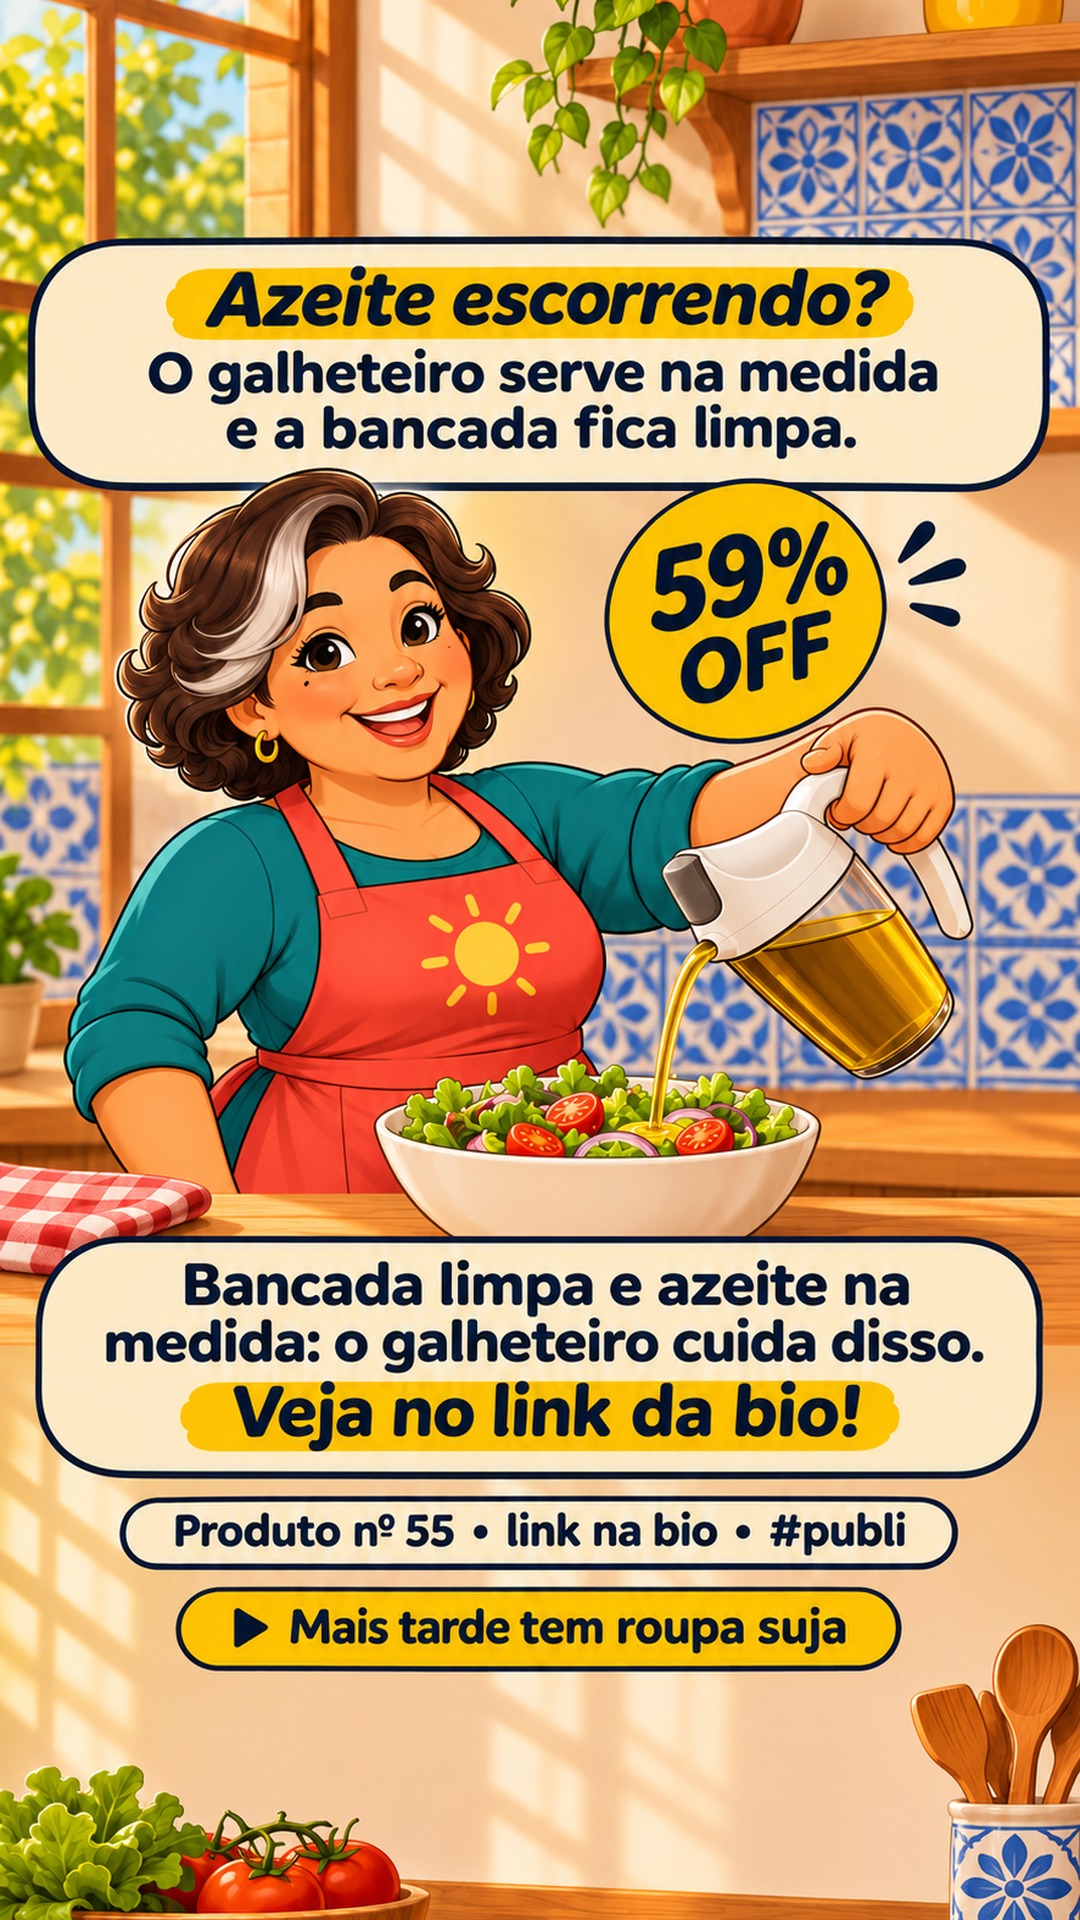 Azeite escorrendo?
O galheteiro serve na medida
e a bancada fica limpa.
59%
OFF
Bancada limpa e azeite na
medida: o galheteiro cuida disso.
Veja no link da bio!
Produto nº 55 • link na bio • #publi
▶ Mais tarde tem roupa suja